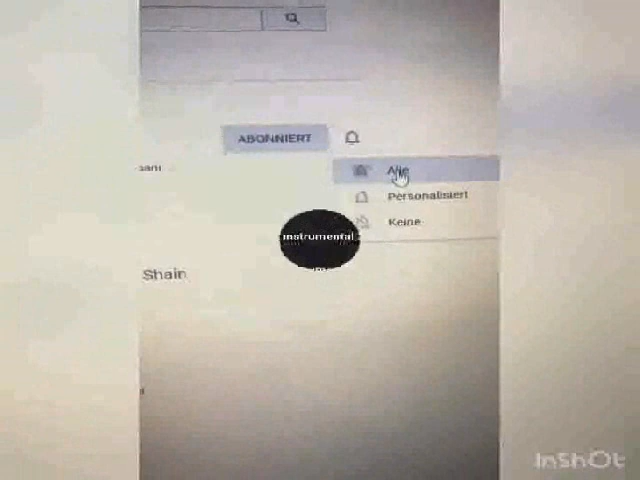 ABONNIERT
Alle
Personalisiert
Keine
instrumental
Shain
InShOt